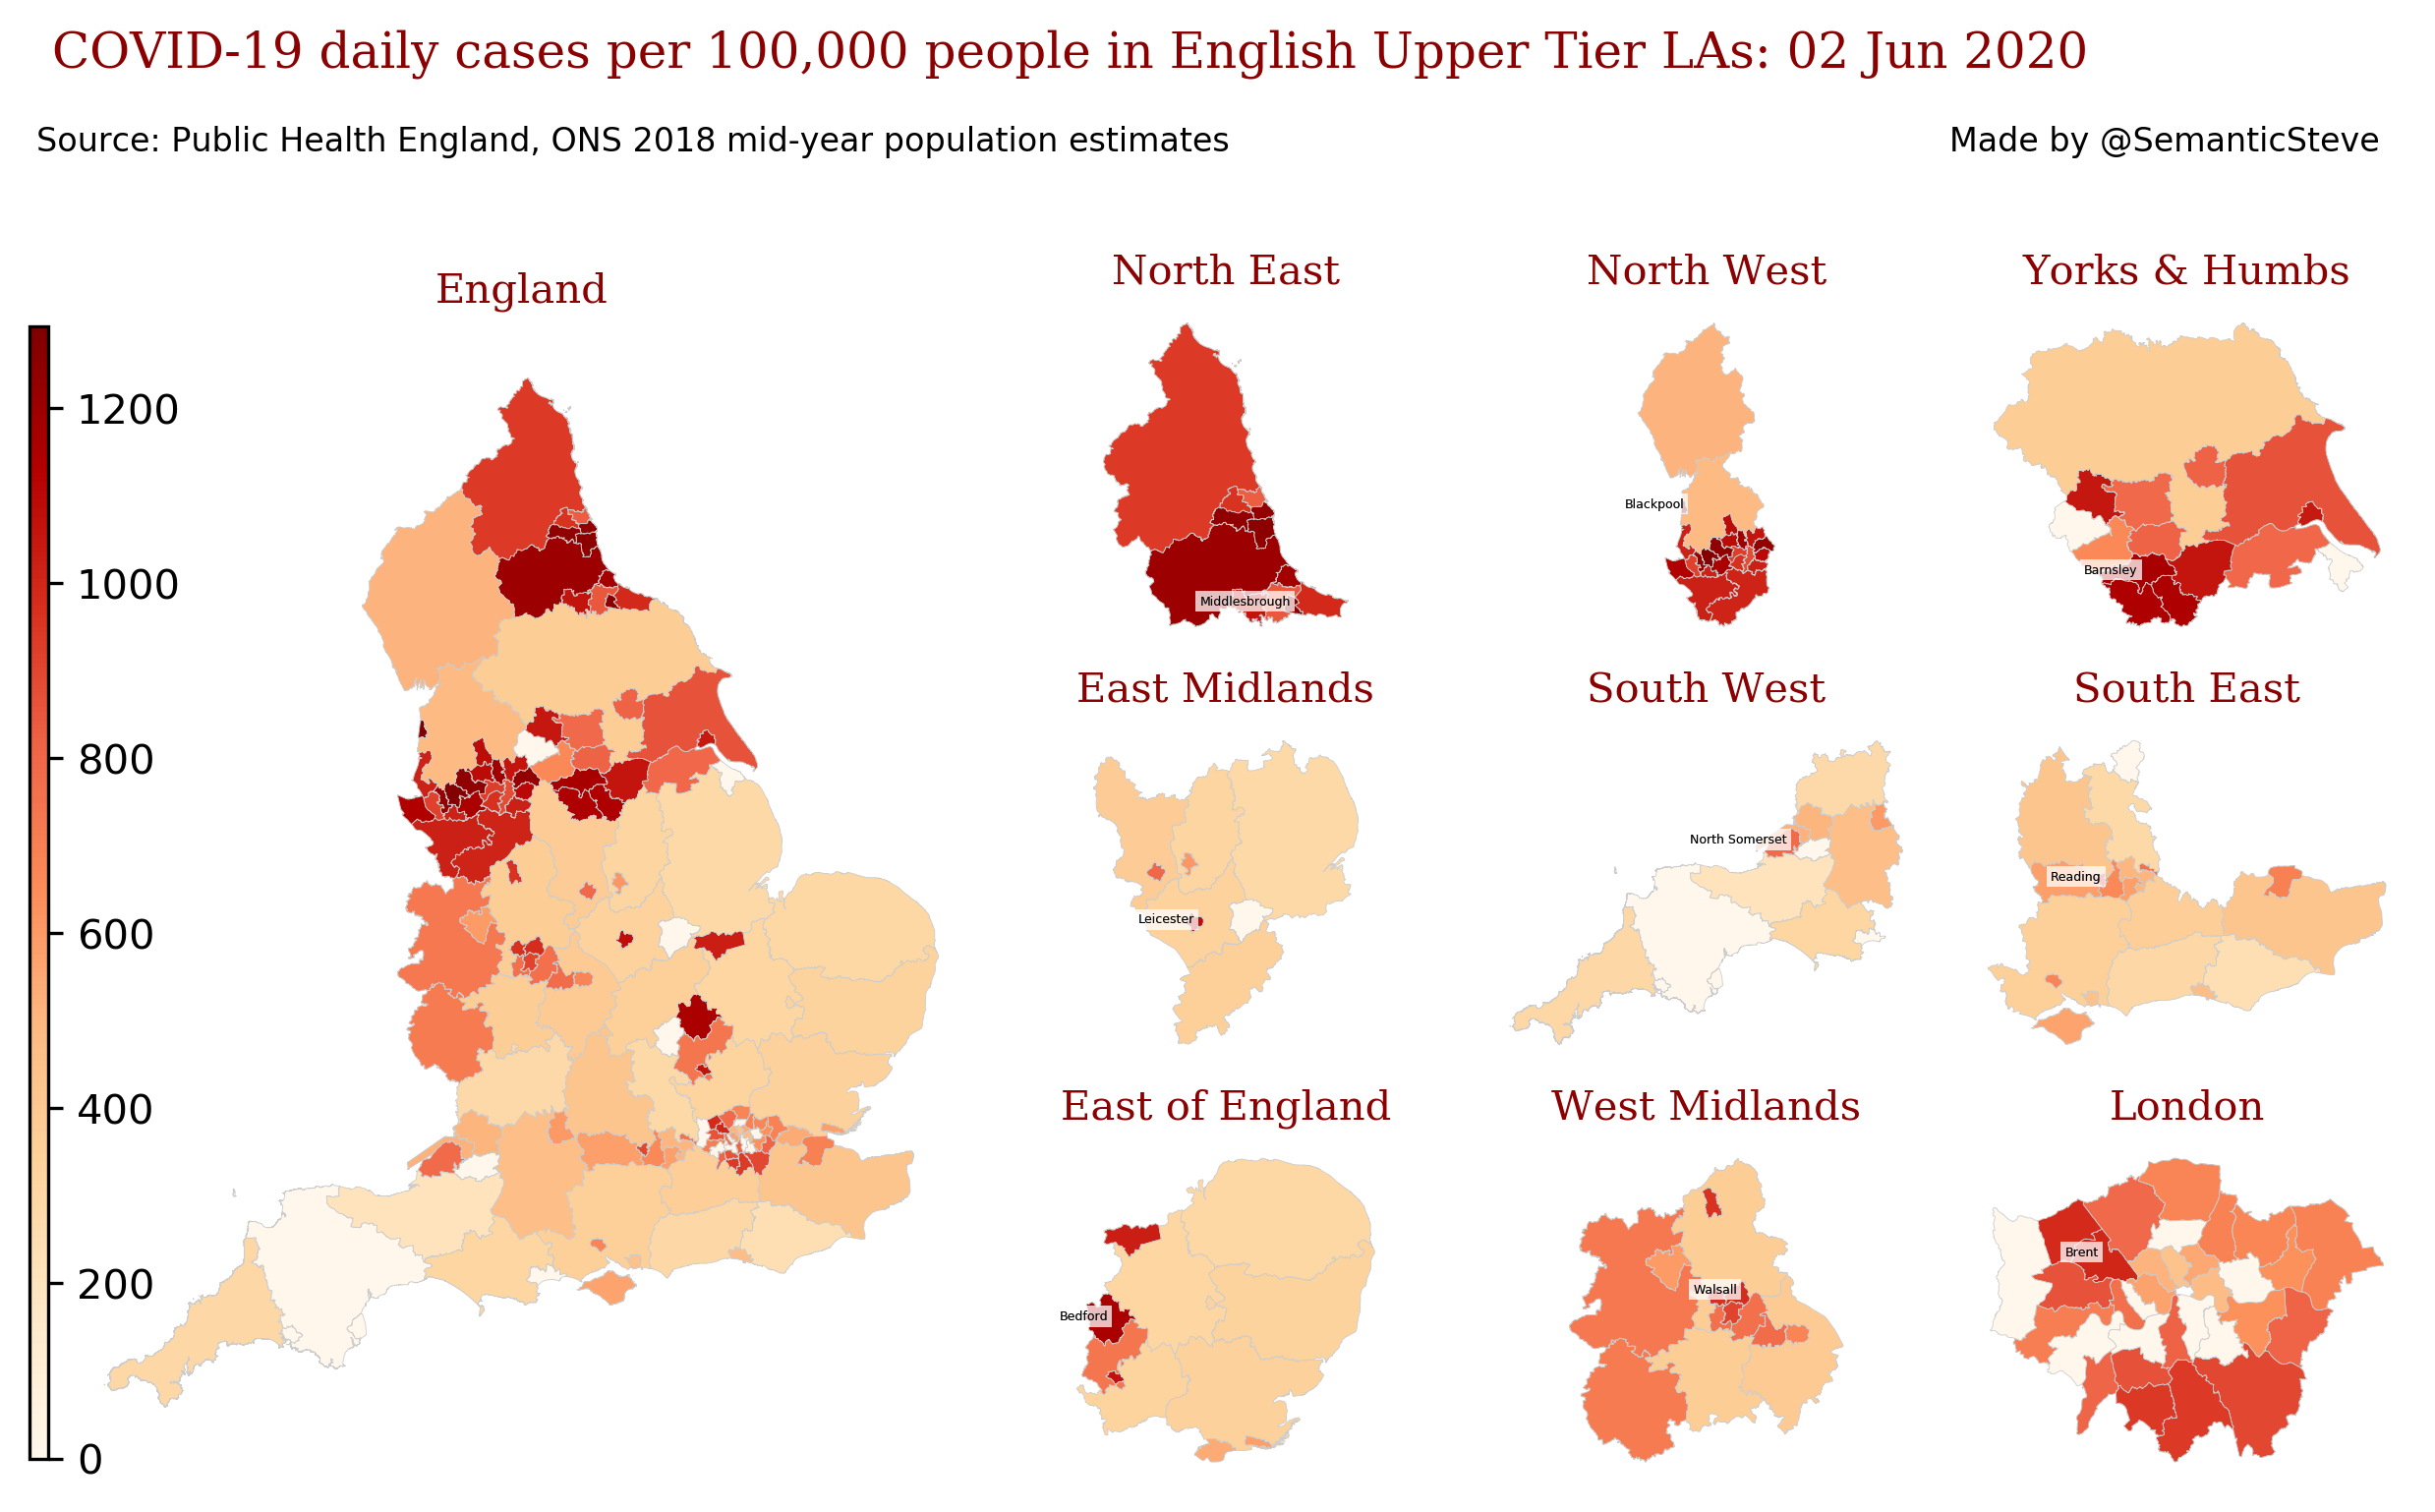 COVID-19 daily cases per 100,000 people in English Upper Tier LAs: 02 Jun 2020
Source: Public Health England, ONS 2018 mid-year population estimates
Made by @SemanticSteve
England
North East
North West
Yorks & Humbs
1200
1000
800
600
400
200
0
Middlesbrough
Blackpool
Barnsley
East Midlands
South West
South East
Leicester
North Somerset
Reading
East of England
West Midlands
London
Bedford
Walsall
Brent